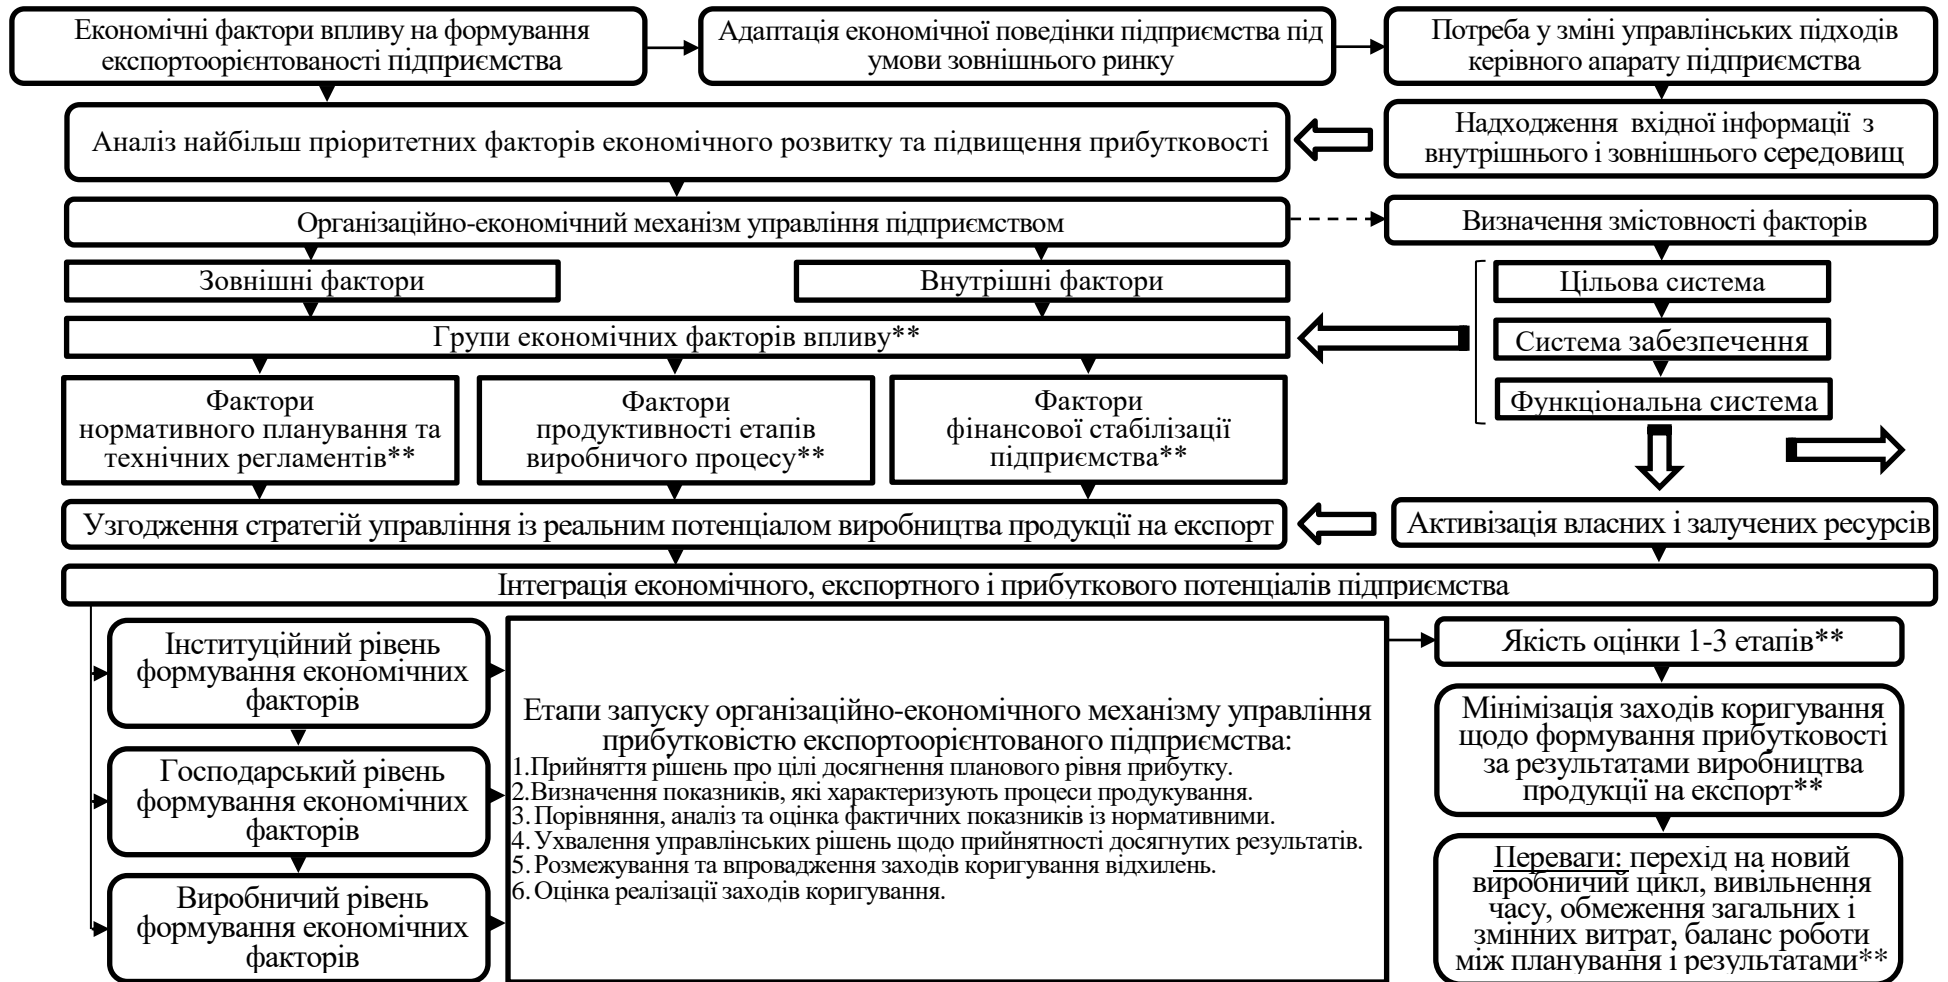 Економічні фактори впливу на формування
експортоорієнтованості підприємства
Адаптація економічної поведінки підприємства під
умови зовнішнього ринку
Потреба у зміні управлінських підходів
керівного апарату підприємства
Аналіз найбільш пріоритетних факторів економічного розвитку та підвищення прибутковості
Надходження вхідної інформації з
внутрішнього і зовнішнього середовищ
Організаційно-економічний механізм управління підприємством
Визначення змістовності факторів
Зовнішні фактори
Внутрішні фактори
Цільова система
Групи економічних факторів впливу**
Система забезпечення
Функціональна система
Фактори
нормативного планування та
технічних регламентів**
Фактори
продуктивності етапів
виробничого процесу**
Фактори
фінансової стабілізації
підприємства**
Узгодження стратегій управління із реальним потенціалом виробництва продукції на експорт
Активізація власних і залучених ресурсів
Інтеграція економічного, експортного і прибуткового потенціалів підприємства
Інституційний рівень
формування економічних
факторів
Господарський рівень
формування економічних
факторів
Виробничий рівень
формування економічних
факторів
Етапи запуску організаційно-економічного механізму управління
прибутковістю експортоорієнтованого підприємства:
1.Прийняття рішень про цілі досягнення планового рівня прибутку.
2.Визначення показників, які характеризують процеси продукування.
3. Порівняння, аналіз та оцінка фактичних показників із нормативними.
4. Ухвалення управлінських рішень щодо прийнятності досягнутих результатів.
5. Розмежування та впровадження заходів коригування відхилень.
6. Оцінка реалізації заходів коригування.
Якість оцінки 1-3 етапів**
Мінімізація заходів коригування
щодо формування прибутковості
за результатами виробництва
продукції на експорт**
Переваги: перехід на новий
виробничий цикл, вивільнення
часу, обмеження загальних і
змінних витрат, баланс роботи
між планування і результатами**